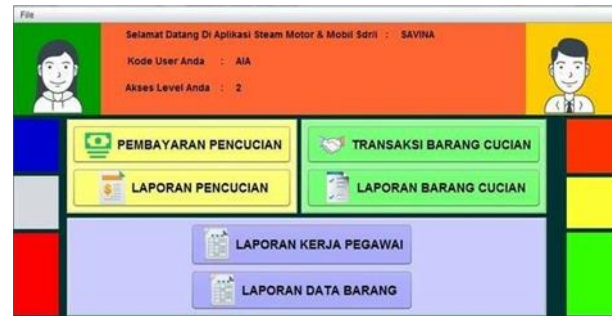 File
Selamat Datang Di Aplikasi Steam Motor & Mobil Sdrli : SAVINA
Kode User Anda : AIA
Akses Level Anda : 2
PEMBAYARAN PENCUCIAN
TRANSAKSI BARANG CUCIAN
LAPORAN PENCUCIAN
LAPORAN BARANG CUCIAN
LAPORAN KERJA PEGAWAI
LAPORAN DATA BARANG